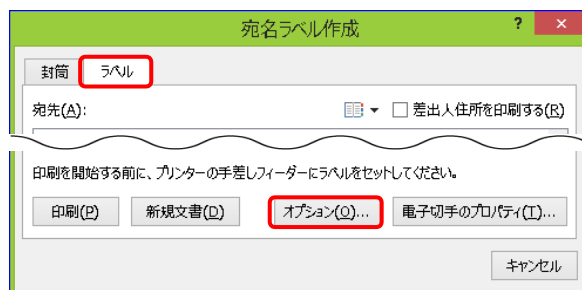 宛名ラベル作成 ? ×
封筒 ラベル
宛先(A): 差出人住所を印刷する(R)
印刷を開始する前に、プリンターの手差しフィーダーにラベルをセットしてください。
印刷(P) 新規文書(D) オプション(O)... 電子切手のプロパティ(I)...
キャンセル